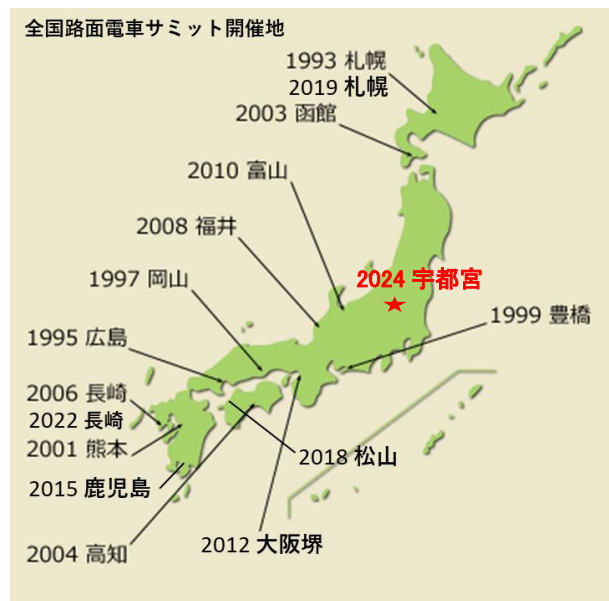 全国路面電車サミット開催地
1993 札幌
2019 札幌
2003 函館
2010 富山
2008 福井
2024 宇都宮
1997 岡山
1999 豊橋
1995 広島
2006 長崎
2022 長崎
2001 熊本
2018 松山
2015 鹿児島
2012 大阪堺
2004 高知